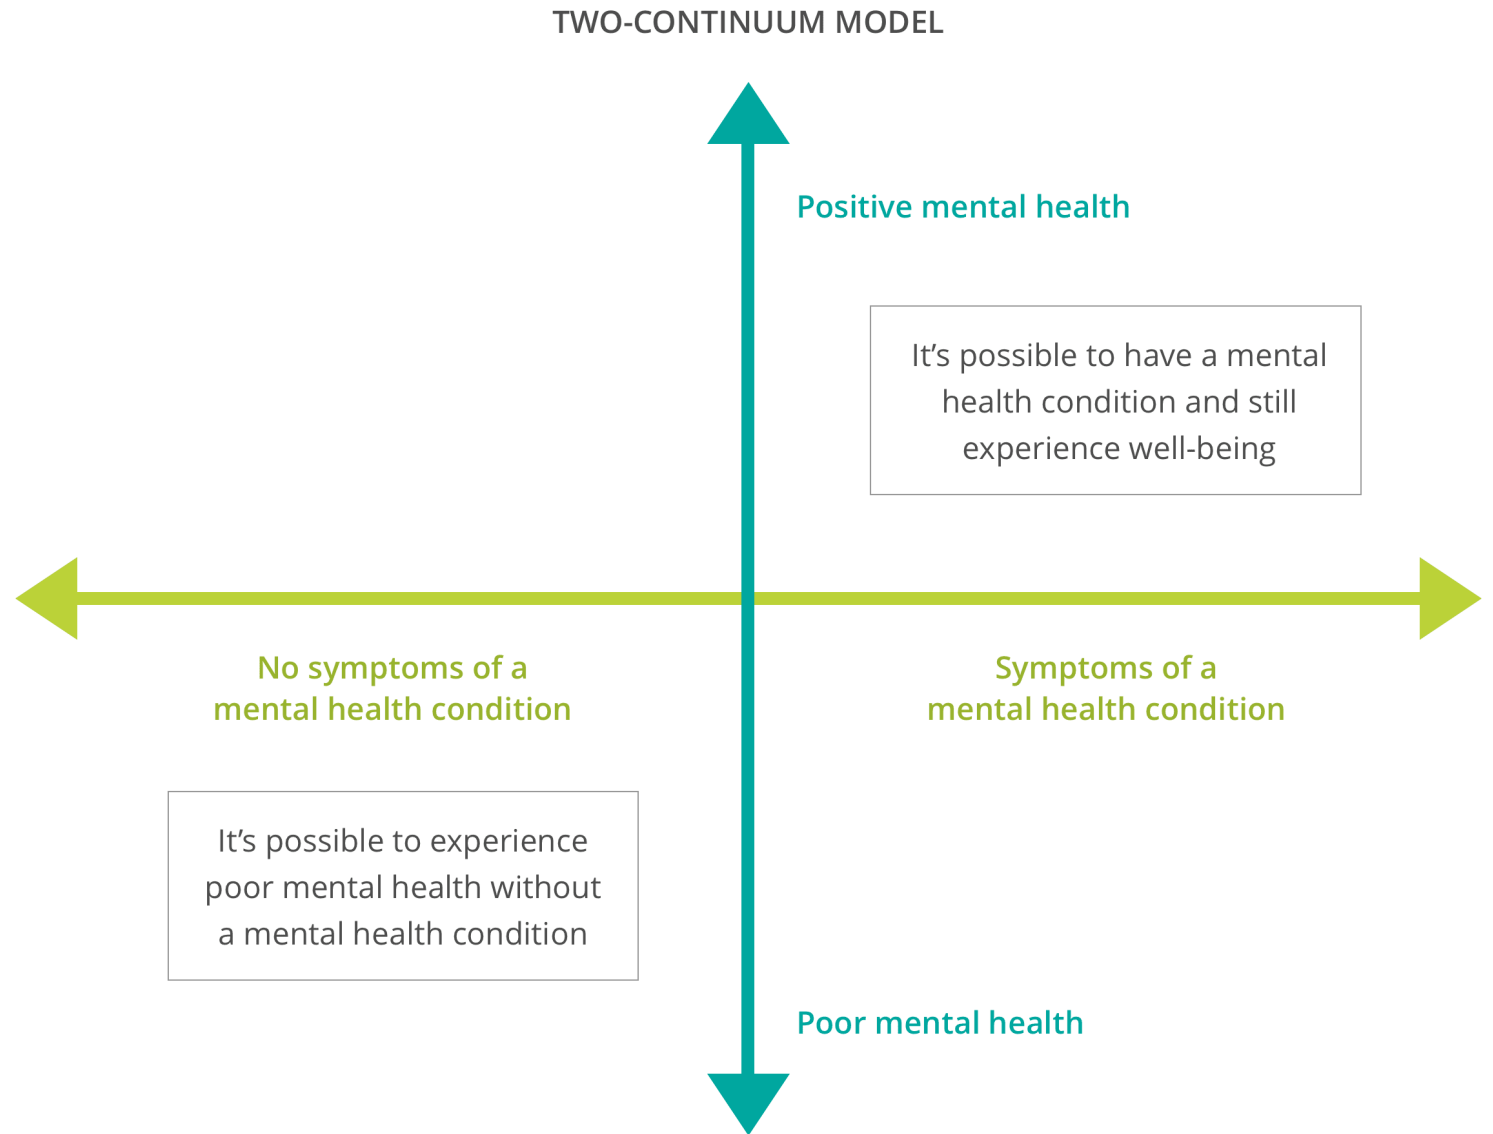 TWO-CONTINUUM MODEL
Positive mental health
It’s possible to have a mental
health condition and still
experience well-being
No symptoms of a
mental health condition
Symptoms of a
mental health condition
It’s possible to experience
poor mental health without
a mental health condition
Poor mental health